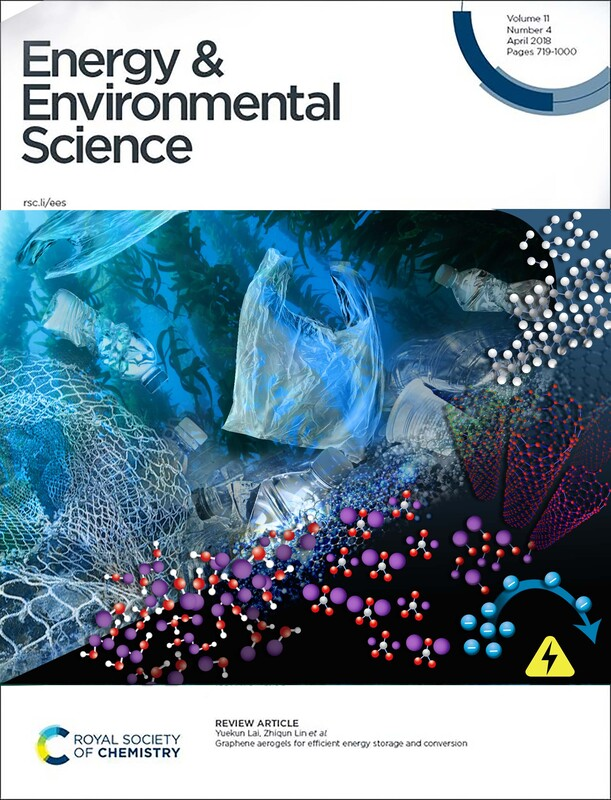 Energy &
Environmental
Science
Volume 11
Number 4
April 2018
Pages 719-1000
rsc.li/ees
ROYAL SOCIETY
OF CHEMISTRY
REVIEW ARTICLE
Yuekun Lai, Zhiqun Lin et al.
Graphene aerogels for efficient energy storage and conversion